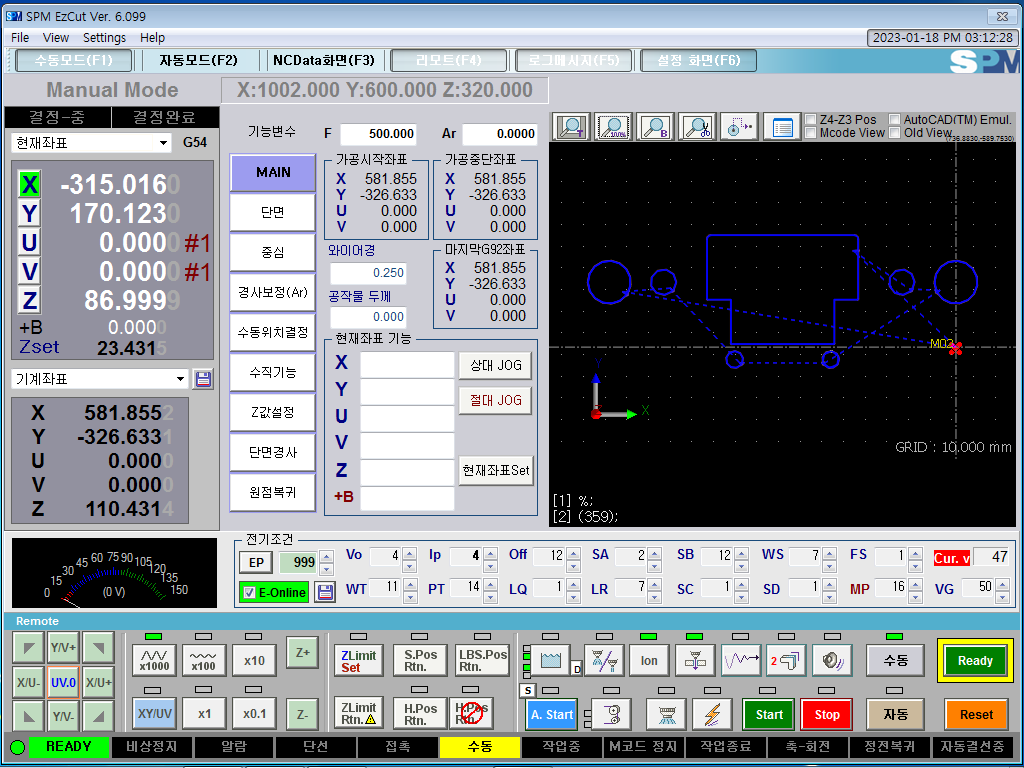 SPM EzCut Ver. 6.099
File View Settings Help
2023-01-18 PM 03:12:28
수동모드(F1) 자동모드(F2) NCData화면(F3) 리모트(F4) 로그메시지(F5) 설정 화면(F6)
SPM
Manual Mode
X:1002.000 Y:600.000 Z:320.000
결정-중 결정완료
현재좌표 G54
X -315.0160
Y 170.1230
U 0.0000 #1
V 0.0000 #1
Z 86.9999
+B 0.0000
Zset 23.4315
기계좌표
X 581.8552
Y -326.6331
U 0.0000
V 0.0000
Z 110.4314
기능변수 F 500.000 Ar 0.0000
MAIN
단면
중심
경사보정(Ar)
수동위치결정
수직기능
Z값설정
단면경사
원점복귀
가공시작좌표
X 581.855
Y -326.633
U 0.000
V 0.000
가공중단좌표
X 581.855
Y -326.633
U 0.000
V 0.000
와이어경
0.250
공작물 두께
0.000
마지막G92좌표
X 581.855
Y -326.633
U 0.000
V 0.000
현재좌표 기능
X
Y
U
V
Z
+B
상대 JOG
절대 JOG
현재좌표Set
T 100% B
Z4-Z3 Pos AutoCAD(TM) Emul.
Mcode View Old View
(736.8830,-589.7530)
M02
Y
X
GRID : 10.000 mm
[1] %;
[2] (359);
0 15 30 45 60 75 90 105 120 135 150
(0 V)
전기조건
EP 999
E-Online
Vo 4 Ip 4 Off 12 SA 2 SB 12 WS 7 FS 1 Cur. v 47
WT 11 PT 14 LQ 1 LR 7 SC 1 SD 1 MP 16 VG 50
Remote
Y/V+
X/U- UV.0 X/U+
Y/V-
x1000 x100 x10 Z+
XY/UV x1 x0.1 Z-
ZLimit Set S.Pos Rtn. LBS.Pos Rtn.
ZLimit Rtn. H.Pos Rtn. H.Pos Rtn.
D Ion 2 수동 Ready
S A. Start Start Stop 자동 Reset
READY 비상정지 알람 단선 접촉 수동 작업중 M코드 정지 작업종료 축-회전 정전복귀 자동결선중